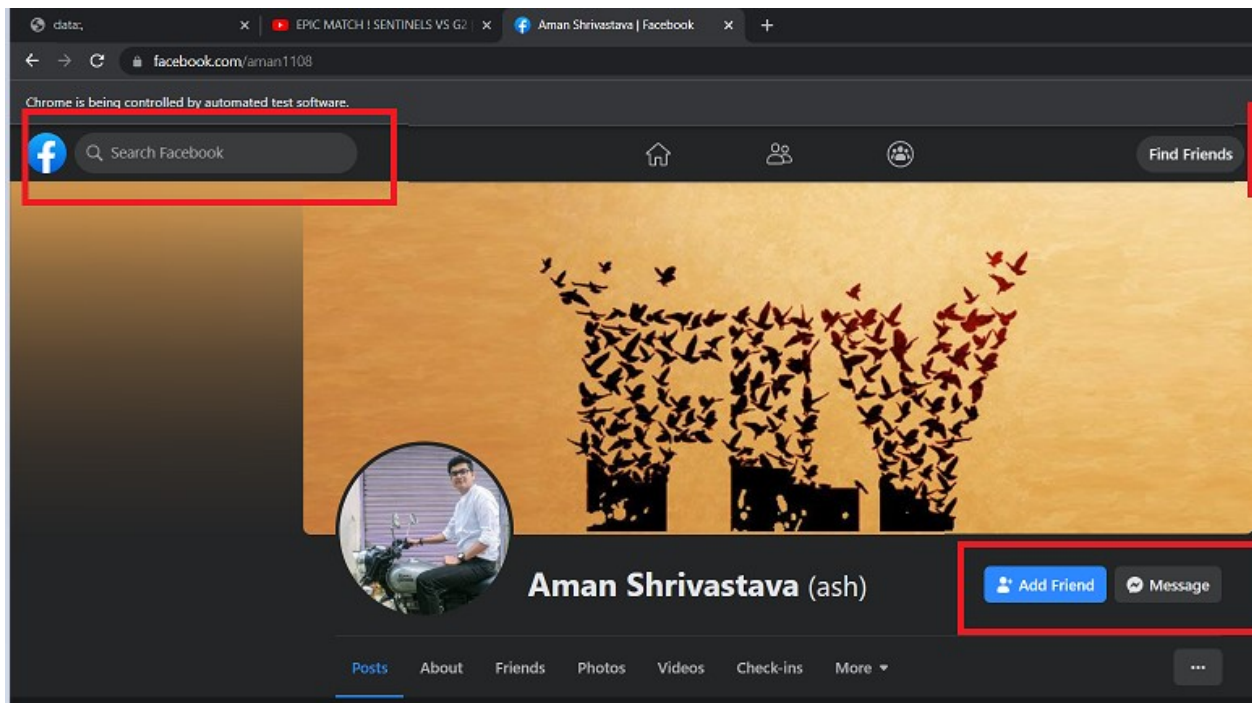 data:,
EPIC MATCH ! SENTINELS VS G2
Aman Shrivastava | Facebook
facebook.com/aman1108
Chrome is being controlled by automated test software.
Search Facebook
Find Friends
FLY
Aman Shrivastava (ash)
Add Friend
Message
Posts About Friends Photos Videos Check-ins More